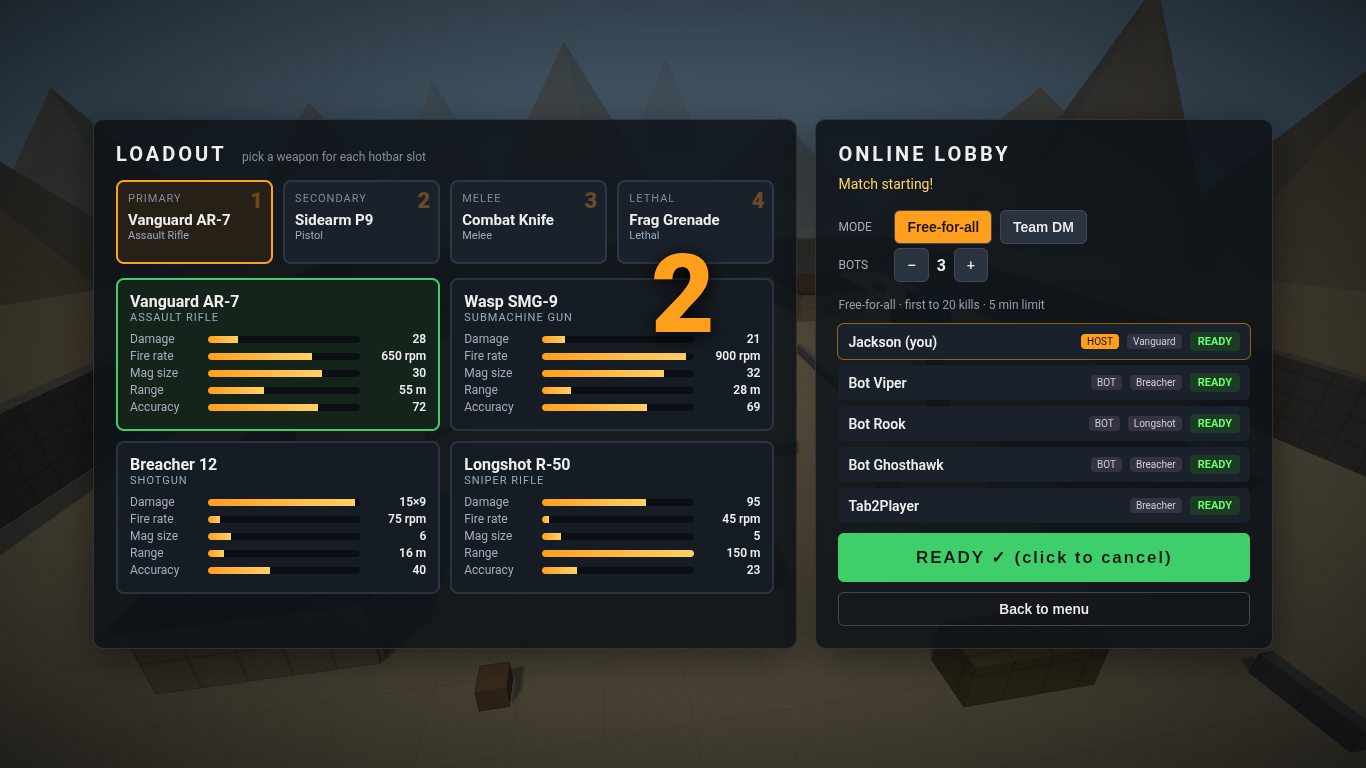 LOADOUT pick a weapon for each hotbar slot
PRIMARY 1
Vanguard AR-7
Assault Rifle
SECONDARY 2
Sidearm P9
Pistol
MELEE 3
Combat Knife
Melee
LETHAL 4
Frag Grenade
Lethal
2
Vanguard AR-7
ASSAULT RIFLE
Damage 28
Fire rate 650 rpm
Mag size 30
Range 55 m
Accuracy 72
Wasp SMG-9
SUBMACHINE GUN
Damage 21
Fire rate 900 rpm
Mag size 32
Range 28 m
Accuracy 69
Breacher 12
SHOTGUN
Damage 15×9
Fire rate 75 rpm
Mag size 6
Range 16 m
Accuracy 40
Longshot R-50
SNIPER RIFLE
Damage 95
Fire rate 45 rpm
Mag size 5
Range 150 m
Accuracy 23
ONLINE LOBBY
Match starting!
MODE Free-for-all Team DM
BOTS − 3 +
Free-for-all · first to 20 kills · 5 min limit
Jackson (you) HOST Vanguard READY
Bot Viper BOT Breacher READY
Bot Rook BOT Longshot READY
Bot Ghosthawk BOT Breacher READY
Tab2Player Breacher READY
READY ✓ (click to cancel)
Back to menu